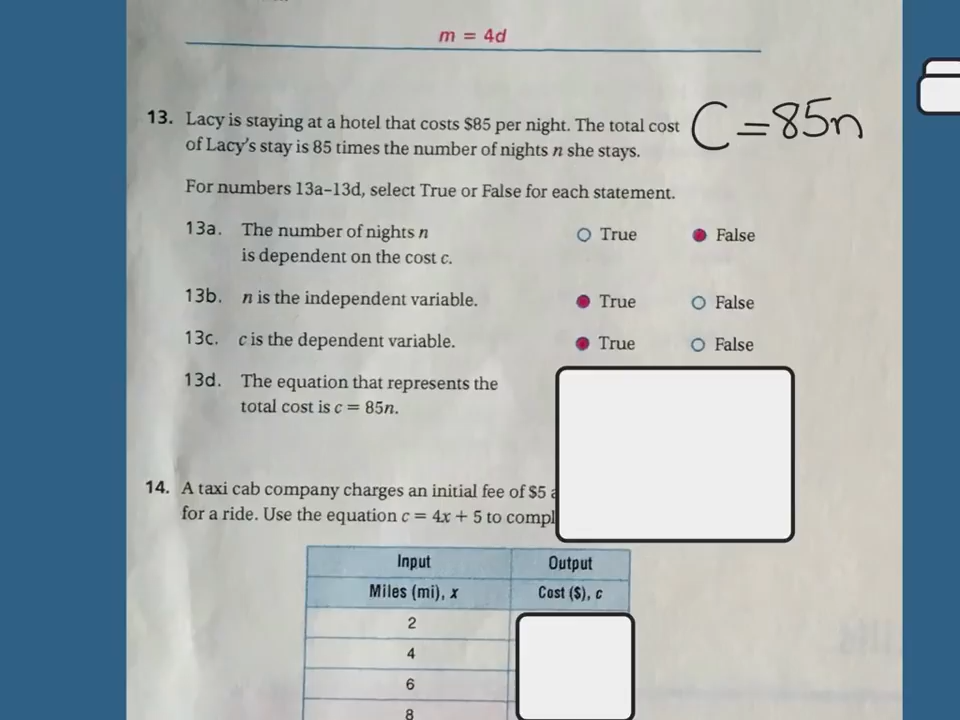 m = 4d
13. Lacy is staying at a hotel that costs $85 per night. The total cost
of Lacy's stay is 85 times the number of nights n she stays.
C = 85n
For numbers 13a–13d, select True or False for each statement.
13a. The number of nights n
is dependent on the cost c.
True False
13b. n is the independent variable. True False
13c. c is the dependent variable. True False
13d. The equation that represents the
total cost is c = 85n.
14. A taxi cab company charges an initial fee of $5
for a ride. Use the equation c = 4x + 5 to
Input Output
Miles (mi), x Cost ($), c
2
4
6
8